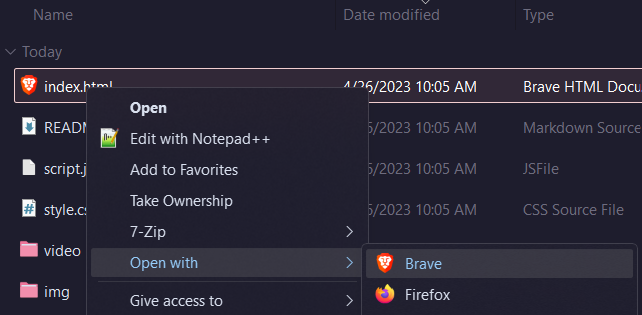 Name Date modified Type
Today
index.html 4/26/2023 10:05 AM Brave HTML Docu
Open
READM /26/2023 10:05 AM Markdown Source
Edit with Notepad++
Add to Favorites
script.j /26/2023 10:05 AM JSFile
Take Ownership
style.cs /26/2023 10:05 AM CSS Source File
7-Zip
video
Open with Brave
img
Give access to Firefox